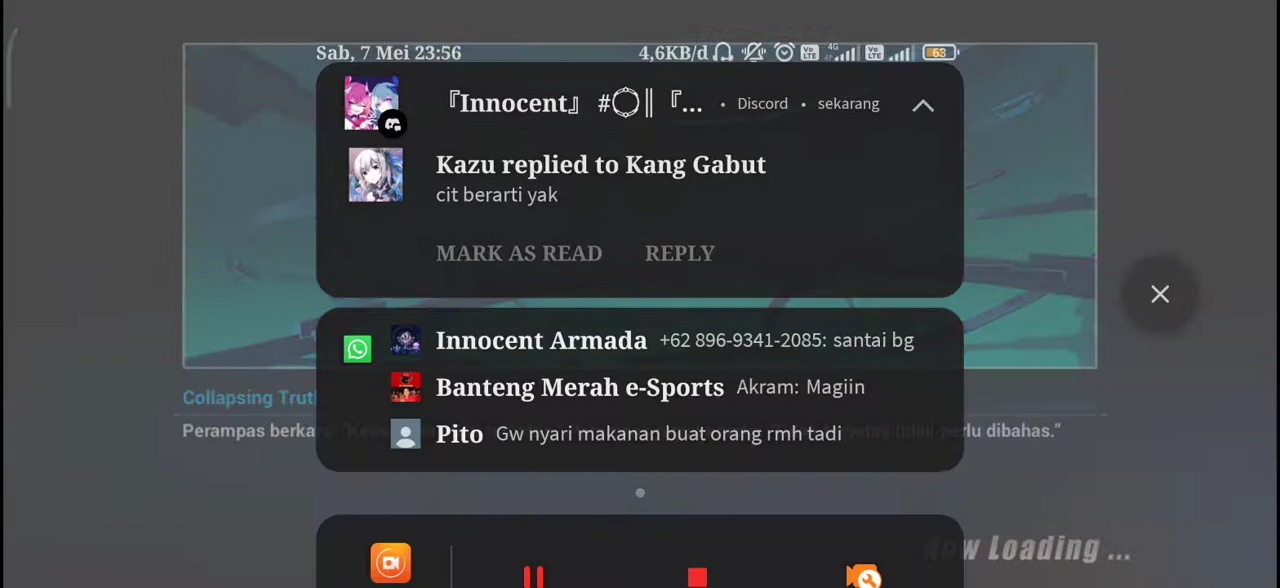 Sab, 7 Mei 23:56 4,6KB/d 4G 63
『Innocent』 #◯║『... • Discord • sekarang
Kazu replied to Kang Gabut
cit berarti yak
MARK AS READ REPLY
Innocent Armada +62 896-9341-2085: santai bg
Banteng Merah e-Sports Akram: Magiin
Collapsing
Perampas berka dibahas."
Pito Gw nyari makanan buat orang rmh tadi
Now Loading ...